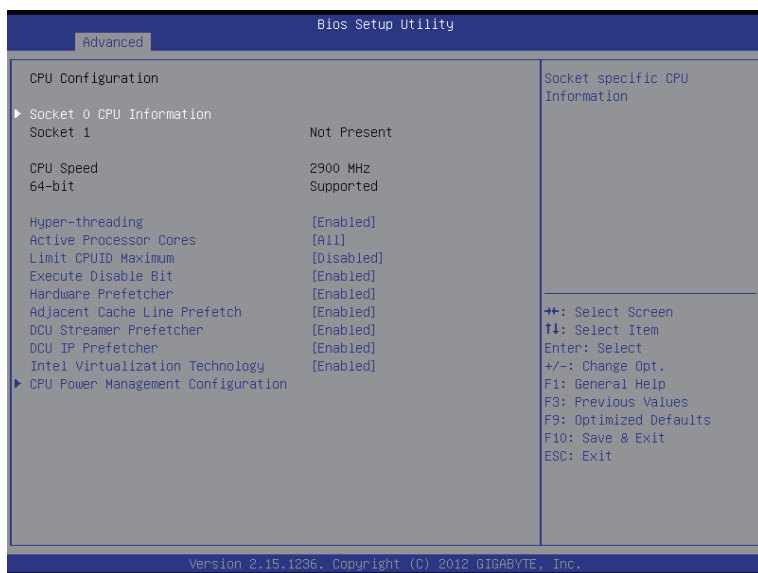 Bios Setup Utility
Advanced
CPU Configuration
Socket 0 CPU Information
Socket 1 Not Present
CPU Speed 2900 MHz
64-bit Supported
Hyper-threading [Enabled]
Active Processor Cores [All]
Limit CPUID Maximum [Disabled]
Execute Disable Bit [Enabled]
Hardware Prefetcher [Enabled]
Adjacent Cache Line Prefetch [Enabled]
DCU Streamer Prefetcher [Enabled]
DCU IP Prefetcher [Enabled]
Intel Virtualization Technology [Enabled]
CPU Power Management Configuration
Socket specific CPU
Information
→←: Select Screen
↑↓: Select Item
Enter: Select
+/-: Change Opt.
F1: General Help
F3: Previous Values
F9: Optimized Defaults
F10: Save & Exit
ESC: Exit
Version 2.15.1236. Copyright (C) 2012 GIGABYTE, Inc.